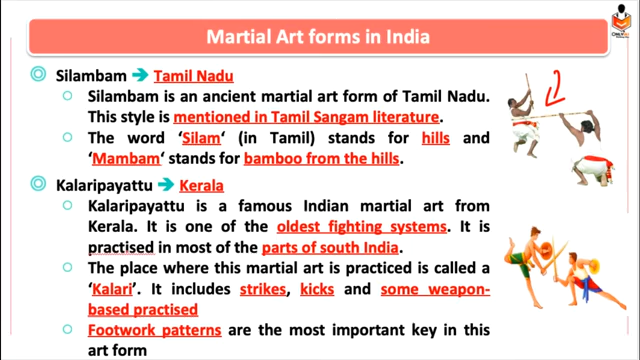 Martial Art forms in India
Silambam → Tamil Nadu
Silambam is an ancient martial art form of Tamil Nadu.
This style is mentioned in Tamil Sangam literature.
The word ‘Silam‘ (in Tamil) stands for hills and
‘Mambam‘ stands for bamboo from the hills.
Kalaripayattu → Kerala
Kalaripayattu is a famous Indian martial art from
Kerala. It is one of the oldest fighting systems. It is
practised in most of the parts of south India.
The place where this martial art is practiced is called a
‘Kalari’. It includes strikes, kicks and some weapon-
based practised
Footwork patterns are the most important key in this
art form